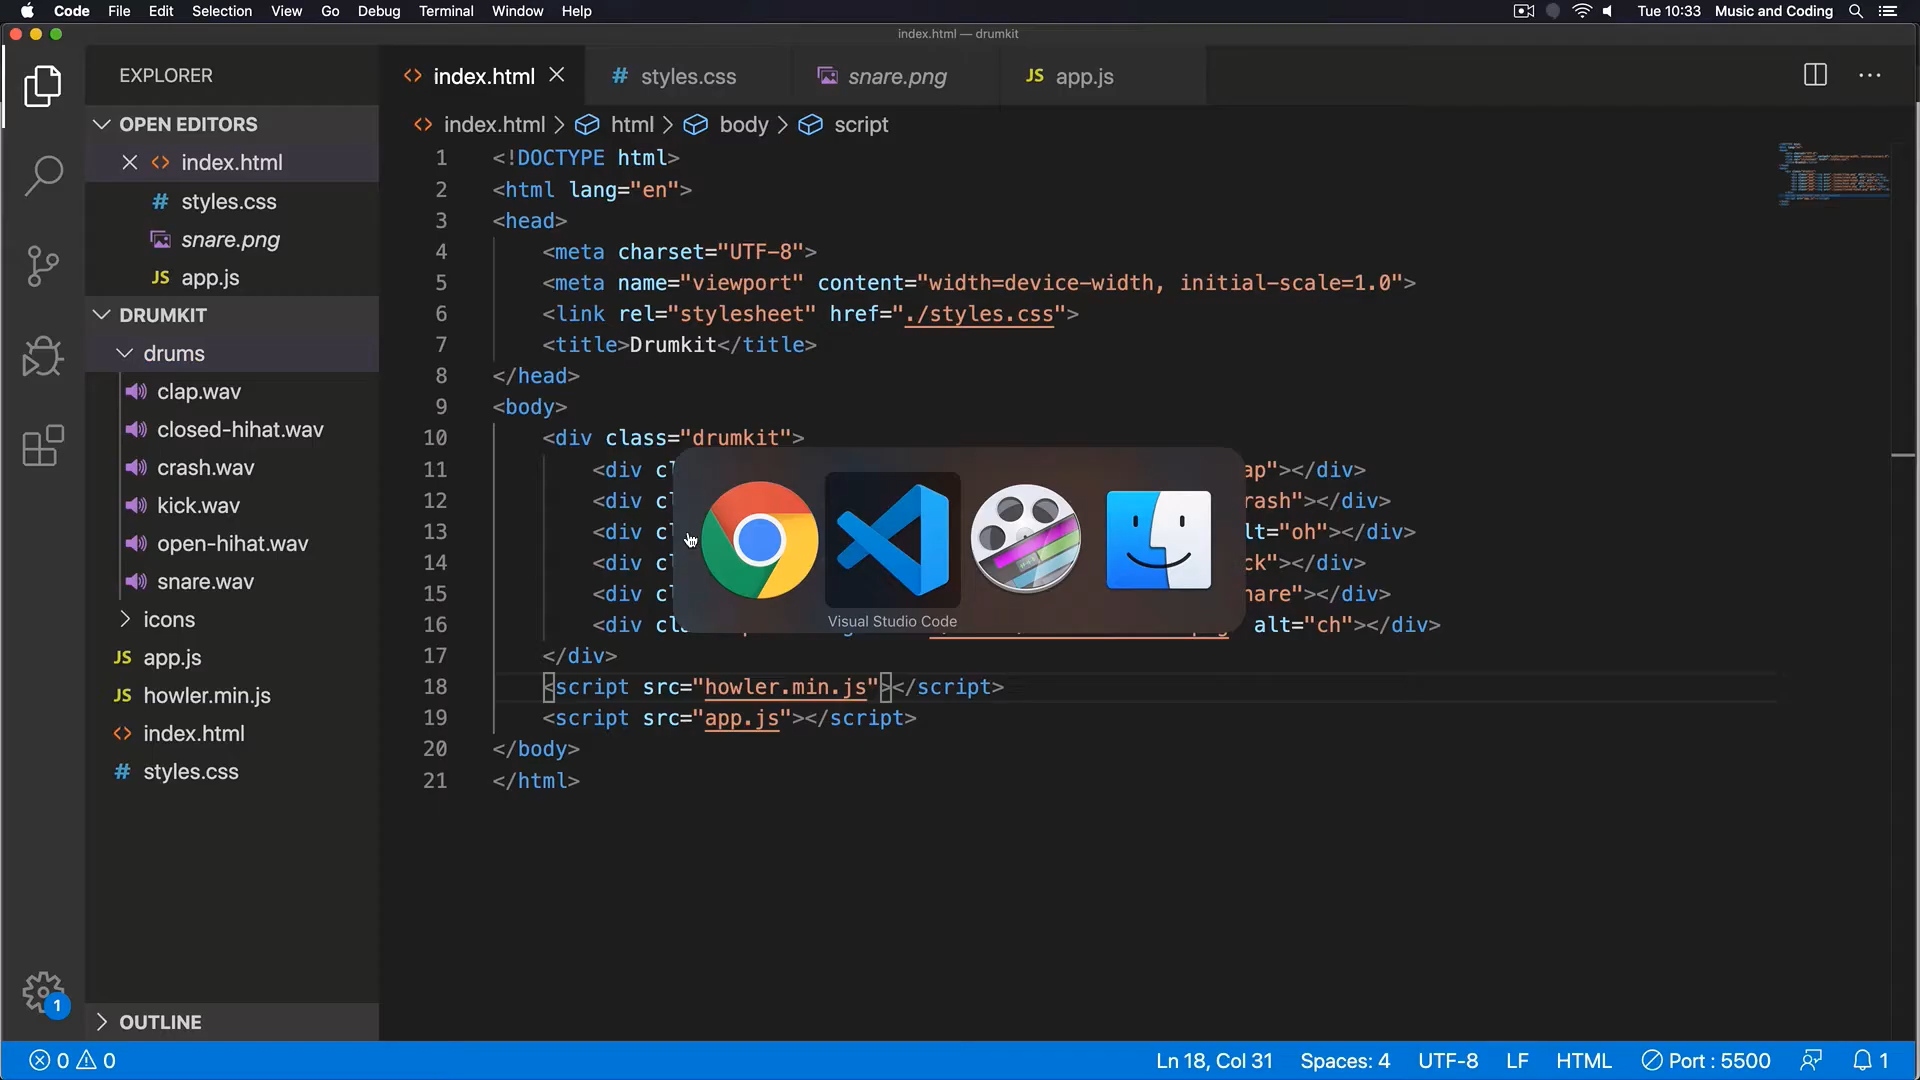 Code File Edit Selection View Go Debug Terminal Window Help
Tue 10:33 Music and Coding
index.html — drumkit
EXPLORER
OPEN EDITORS
index.html
styles.css
snare.png
app.js
DRUMKIT
drums
clap.wav
closed-hihat.wav
crash.wav
kick.wav
open-hihat.wav
snare.wav
icons
JS app.js
JS howler.min.js
<> index.html
# styles.css
OUTLINE
<> index.html # styles.css snare.png JS app.js
<> index.html > html > body > script
1 <!DOCTYPE html>
2 <html lang="en">
3 <head>
4 <meta charset="UTF-8">
5 <meta name="viewport" content="width=device-width, initial-scale=1.0">
6 <link rel="stylesheet" href="./styles.css">
7 <title>Drumkit</title>
8 </head>
9 <body>
10 <div class="drumkit">
11 <div cl ap"></div>
12 <div cl rash"></div>
13 <div cl lt="oh"></div>
14 <div cl ck"></div>
15 <div cl nare"></div>
16 <div cla alt="ch"></div>
17 </div>
18 <script src="howler.min.js"></script>
19 <script src="app.js"></script>
20 </body>
21 </html>
Visual Studio Code
1
0 0
Ln 18, Col 31 Spaces: 4 UTF-8 LF HTML Port : 5500 1